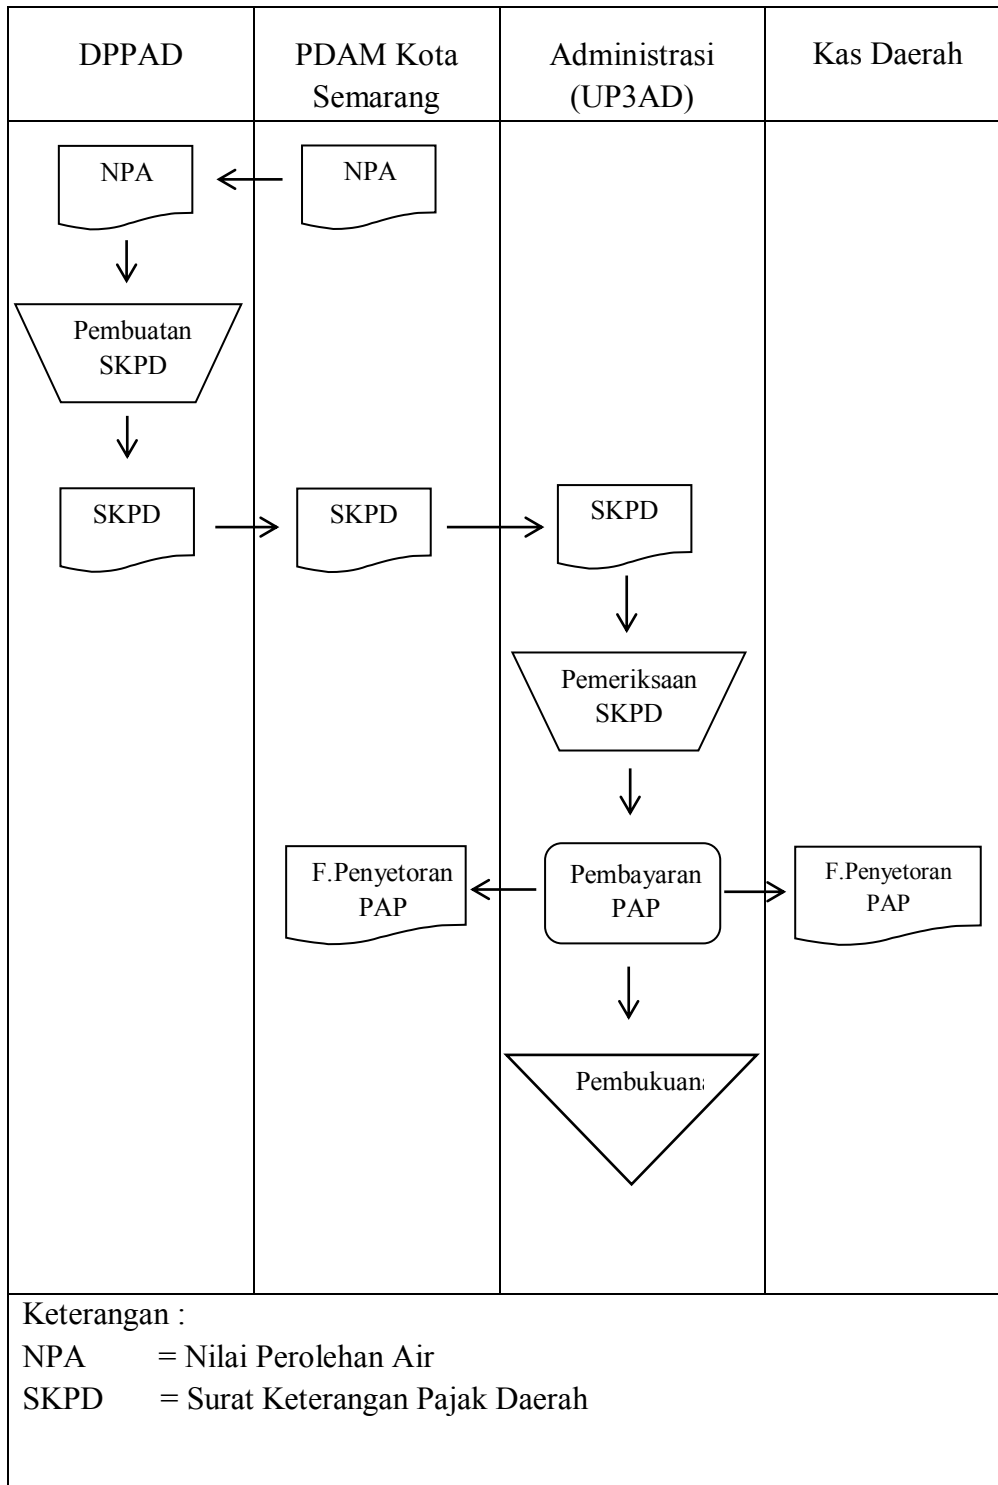 DPPAD
PDAM Kota
Semarang
Administrasi
(UP3AD)
Kas Daerah
NPA
NPA
Pembuatan
SKPD
SKPD
SKPD
SKPD
Pemeriksaan
SKPD
F.Penyetoran
PAP
Pembayaran
PAP
F.Penyetoran
PAP
Pembukuan
Keterangan :
NPA = Nilai Perolehan Air
SKPD = Surat Keterangan Pajak Daerah